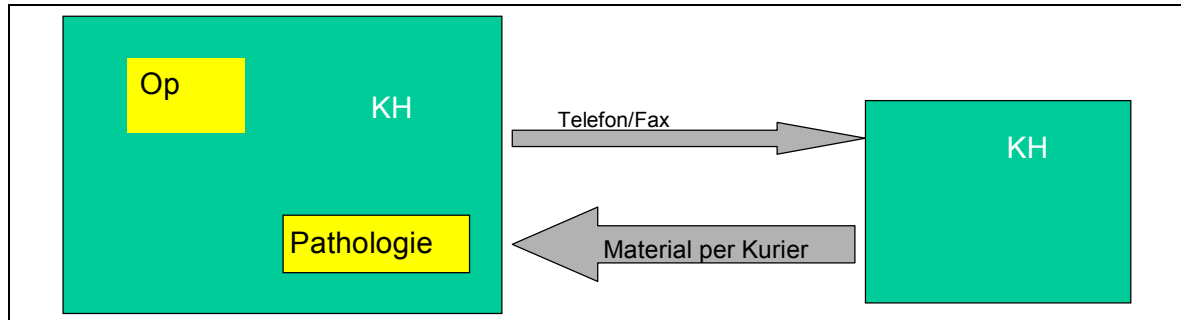 Op
KH
Telefon/Fax
KH
Pathologie
Material per Kurier